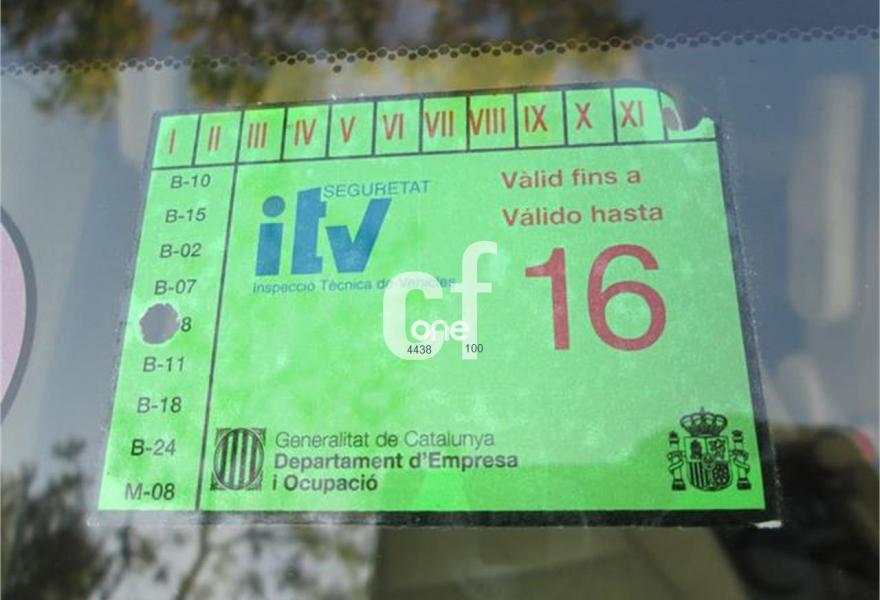 I II III IV V VI VII VIII IX X XI
B-10
B-15
B-02
B-07
8
B-11
B-18
B-24
M-08
SEGURETAT
itv
Inspecció Tècnica de Vehicles
Vàlid fins a
Válido hasta
16
cf
one
4438 100
Generalitat de Catalunya
Departament d'Empresa
i Ocupació